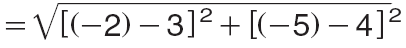 = √[(−2) − 3]² + [(−5) − 4]²